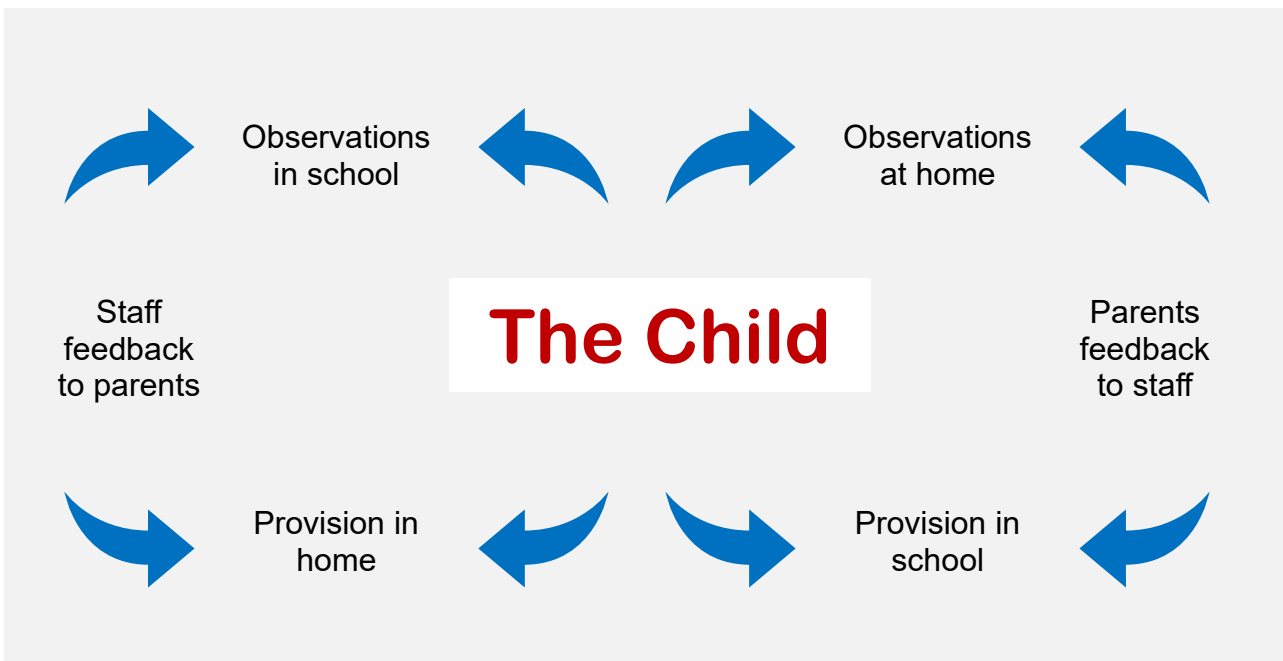 Observations
in school
Observations
at home
Staff
feedback
to parents
The Child
Parents
feedback
to staff
Provision in
home
Provision in
school